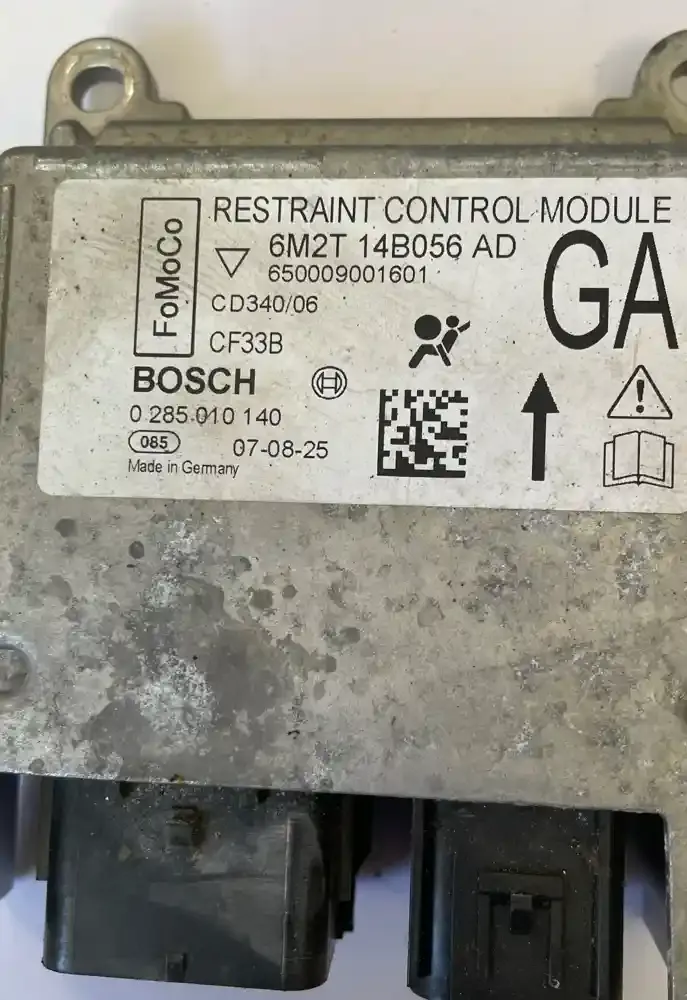 RESTRAINT CONTROL MODULE
FoMoCo
6M2T 14B056 AD
650009001601
GA
CD340/06
CF33B
BOSCH
0 285 010 140
085
07-08-25
Made in Germany